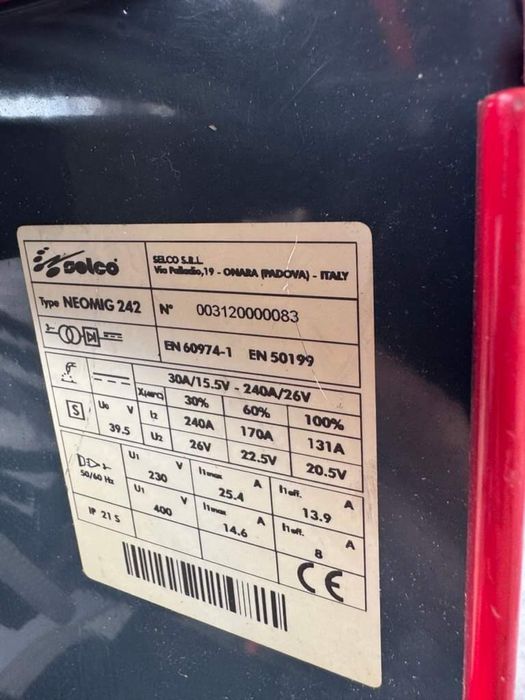 selco
SELCO S.R.L.
Via Palladio,19 - ONARA (PADOVA) - ITALY
Type NEOMIG 242
N° 003120000083
EN 60974-1 EN 50199
30A/15.5V - 240A/26V
X(40°C) 30% 60% 100%
S U0 V I2 240A 170A 131A
39.5 U2 26V 22.5V 20.5V
U1 V I1max A I1eff. A
50/60 Hz 230 25.4 13.9
U1 V I1max A I1eff. A
400 14.6 8
IP 21 S
CE